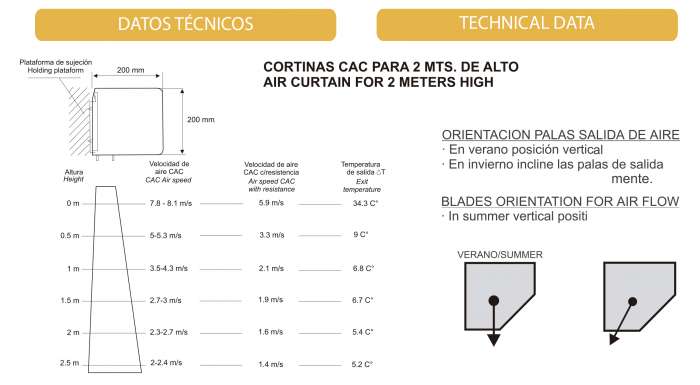 DATOS TÉCNICOS
TECHNICAL DATA
Plataforma de sujeción
Holding plataform
200 mm
200 mm
CORTINAS CAC PARA 2 MTS. DE ALTO
AIR CURTAIN FOR 2 METERS HIGH
Altura
Height
Velocidad de
aire CAC
CAC Air speed
Velocidad de aire
CAC c/resistencia
Air speed CAC
with resistance
Temperatura
de salida △T
Exit
temperature
0 m 7.8 - 8.1 m/s 5.9 m/s 34.3 C°
0.5 m 5-5.3 m/s 3.3 m/s 9 C°
1 m 3.5-4.3 m/s 2.1 m/s 6.8 C°
1.5 m 2.7-3 m/s 1.9 m/s 6.7 C°
2 m 2.3-2.7 m/s 1.6 m/s 5.4 C°
2.5 m 2-2.4 m/s 1.4 m/s 5.2 C°
ORIENTACION PALAS SALIDA DE AIRE
· En verano posición vertical
· En invierno incline las palas de salida
mente.
BLADES ORIENTATION FOR AIR FLOW
· In summer vertical positi
VERANO/SUMMER